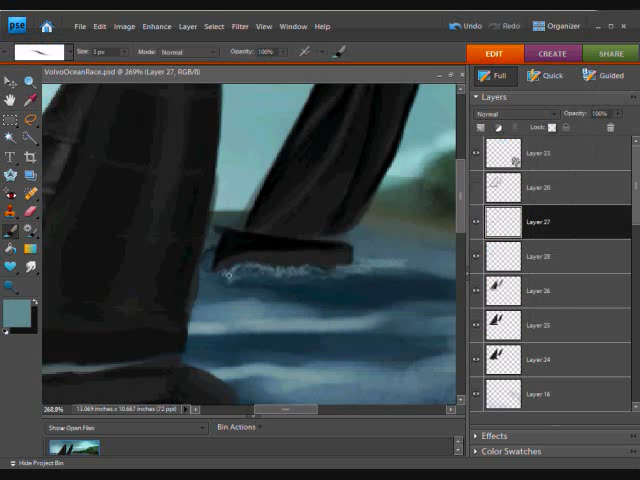 pse File Edit Image Enhance Layer Select Filter View Window Help Undo Redo Organizer
Size: 3 px Mode: Normal Opacity: 100% EDIT CREATE SHARE
VolvoOceanRace.psd @ 269% (Layer 27, RGB/8) Full Quick Guided
Layers
Normal Opacity: 100%
Lock:
Layer 23
Layer 20
Layer 27
Layer 28
Layer 26
Layer 25
Layer 24
Layer 16
268.8% 13.069 inches x 10.667 inches (72 ppi)
Show Open Files Bin Actions
Effects
Color Swatches
Hide Project Bin